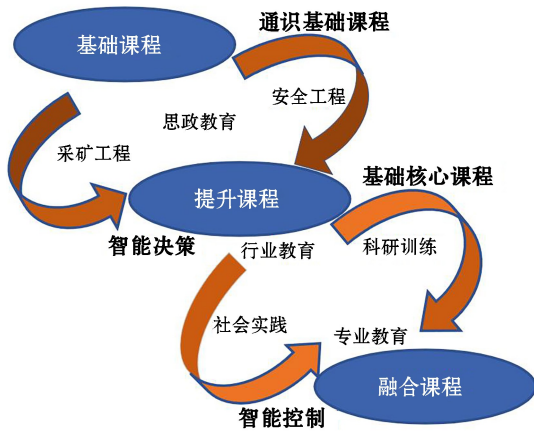 通识基础课程
基础课程
安全工程
思政教育
采矿工程
基础核心课程
提升课程
智能决策
行业教育
科研训练
社会实践
专业教育
融合课程
智能控制